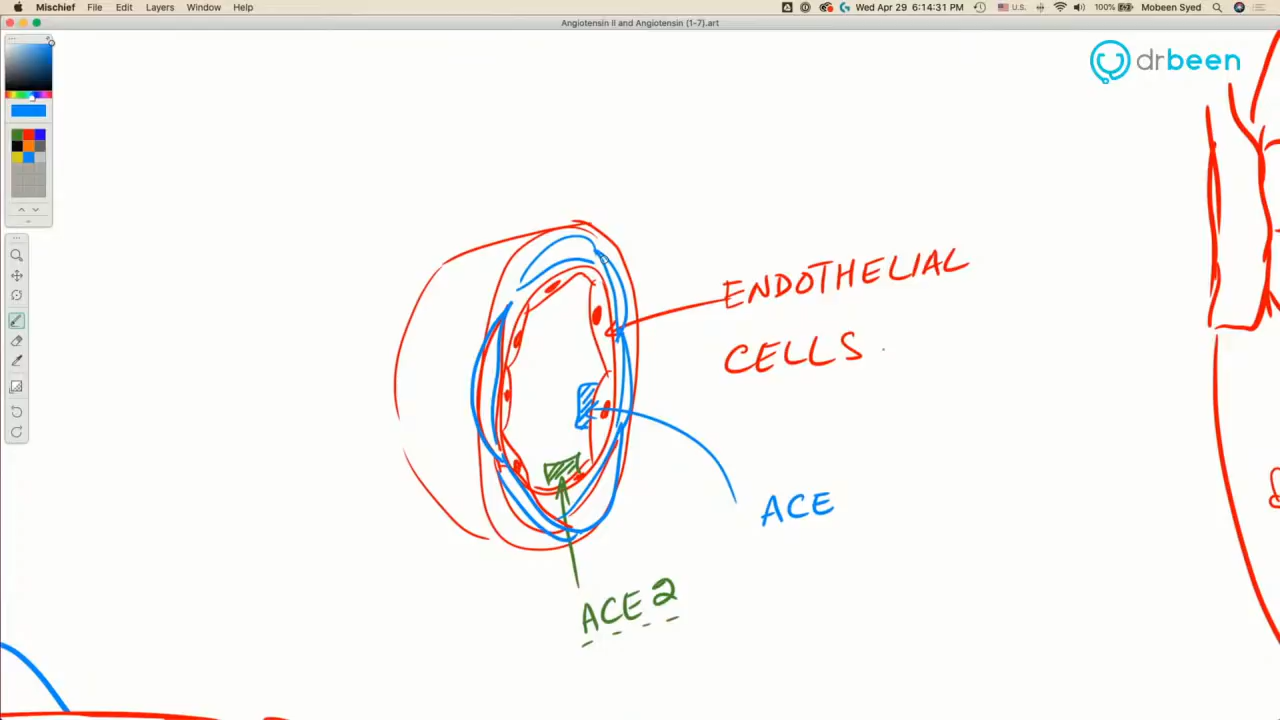 Mischief File Edit Layers Window Help
100% Wed Apr 29 6:14:31 PM U.S. Mobeen Syed
Angiotensin II and Angiotensin (1-7).art
drbeen
ENDOTHELIAL
CELLS
ACE
ACE 2